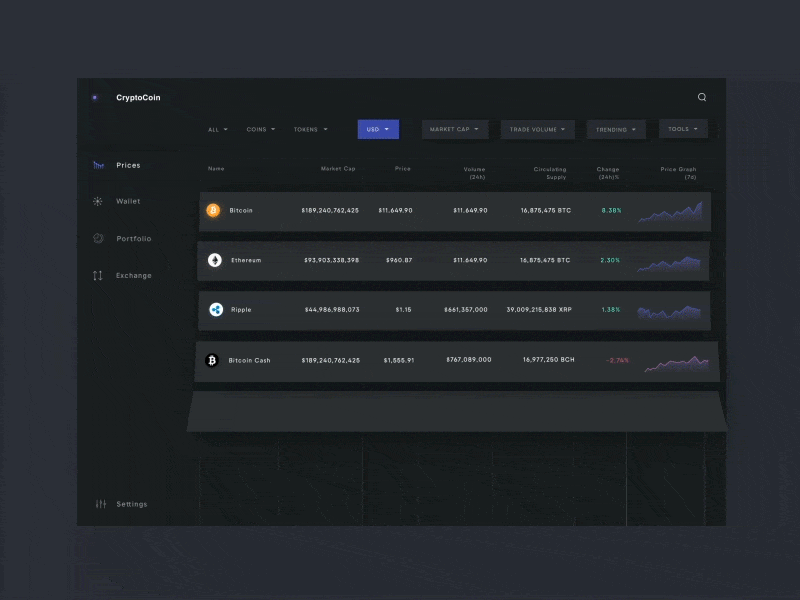 CryptoCoin
ALL
COINS
TOKENS
USD
MARKET CAP
TRADE VOLUME
TRENDING
TOOLS
Prices
Wallet
Portfolio
Exchange
Settings
Name Market Cap Price Volume (24h) Circulating Supply Change (24h)% Price Graph (7d)
Bitcoin $189,240,762,425 $11,649.90 $11,649.90 16,875,475 BTC 8.38%
Ethereum $93,903,338,398 $960.87 $11,649.90 16,875,475 BTC 2.30%
Ripple $44,986,988,073 $1.15 $661,357,000 39,009,215,838 XRP 1.38%
Bitcoin Cash $189,240,762,425 $1,555.91 $767,089,000 16,977,250 BCH -2.74%